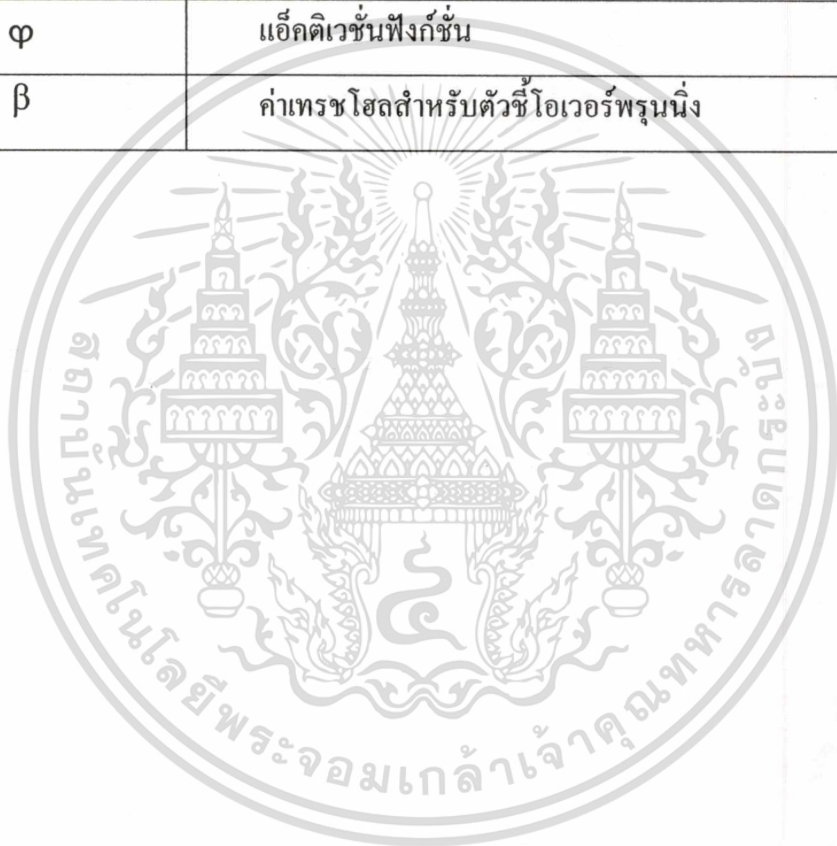 φ แอ็คติเวชั่นฟังก์ชั่น
β ค่าเทรชโฮลสำหรับตัวชี้โอเวอร์พรุนนิ่ง
๔
สถาบันเทคโนโลยีพระจอมเกล้าเจ้าคุณทหารลาดกระบัง